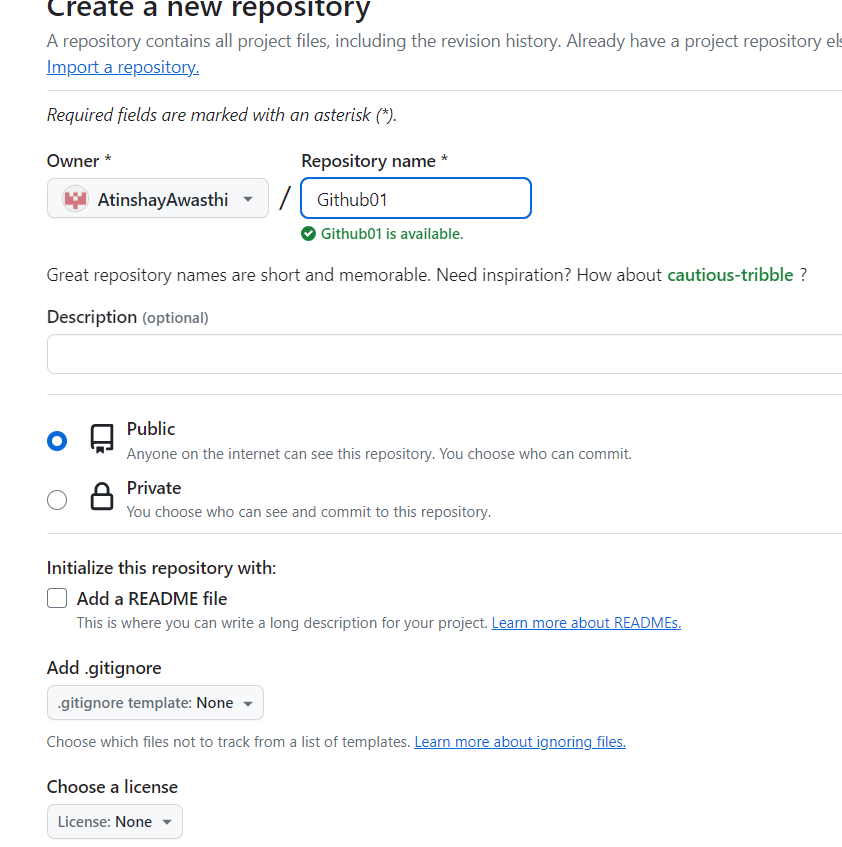 Create a new repository
A repository contains all project files, including the revision history. Already have a project repository
Import a repository.
Required fields are marked with an asterisk (*).
Owner *
Repository name *
AtinshayAwasthi
/
Github01
Github01 is available.
Great repository names are short and memorable. Need inspiration? How about cautious-tribble ?
Description (optional)
Public
Anyone on the internet can see this repository. You choose who can commit.
Private
You choose who can see and commit to this repository.
Initialize this repository with:
Add a README file
This is where you can write a long description for your project. Learn more about READMEs.
Add .gitignore
.gitignore template: None
Choose which files not to track from a list of templates. Learn more about ignoring files.
Choose a license
License: None